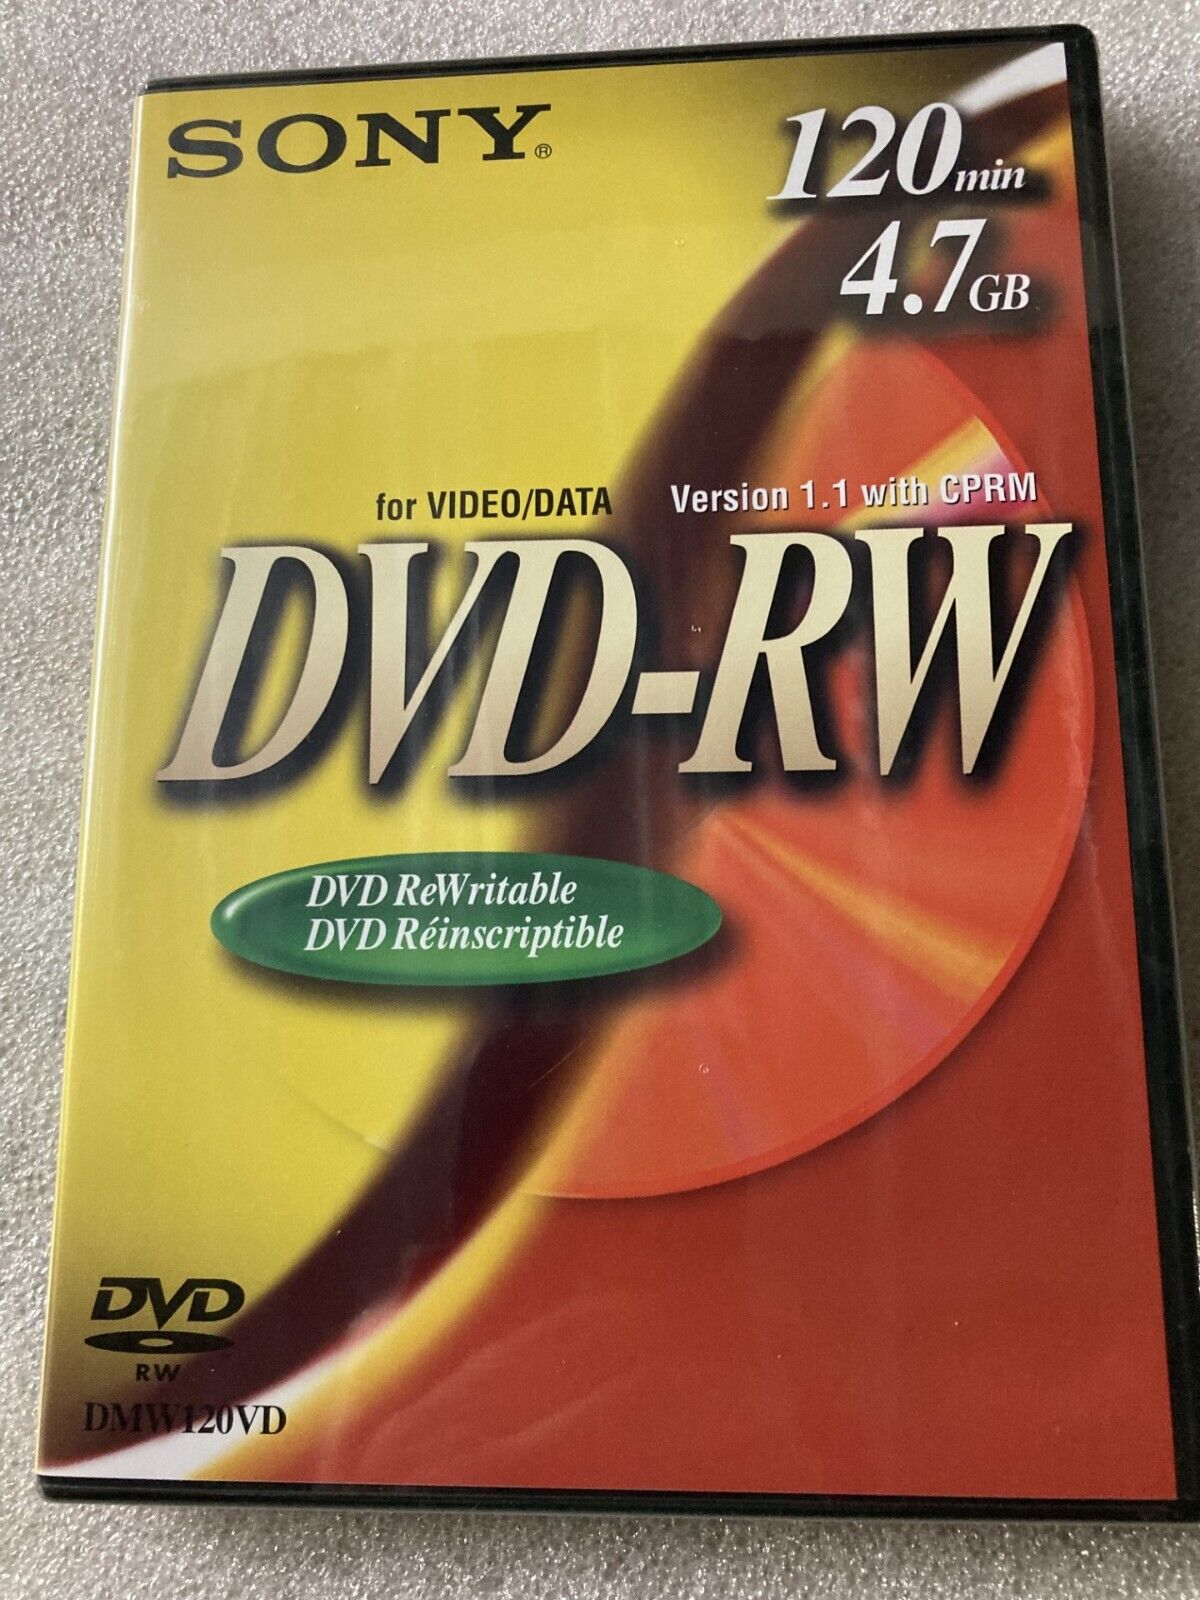 SONY®
120min
4.7GB
for VIDEO/DATA Version 1.1 with CPRM
DVD-RW
DVD ReWritable
DVD Réinscriptible
DVD
RW
DMW120VD